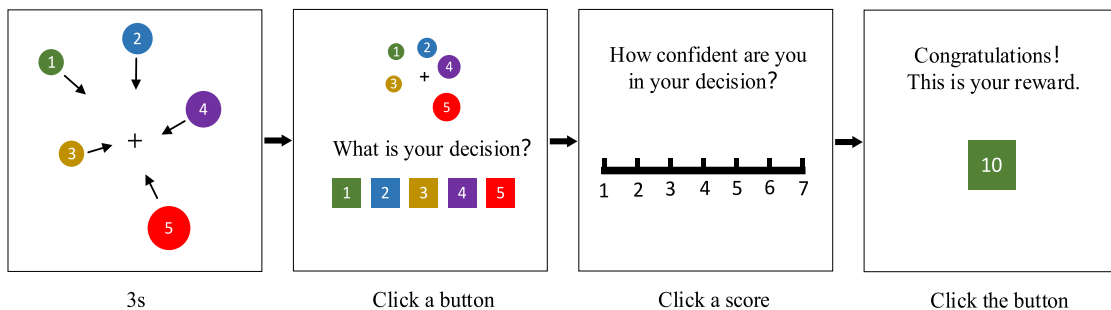 1
2
3
4
+
5
3s
1
2
3
4
+
5
What is your decision?
1 2 3 4 5
Click a button
How confident are you
in your decision?
1 2 3 4 5 6 7
Click a score
Congratulations!
This is your reward.
10
Click the button